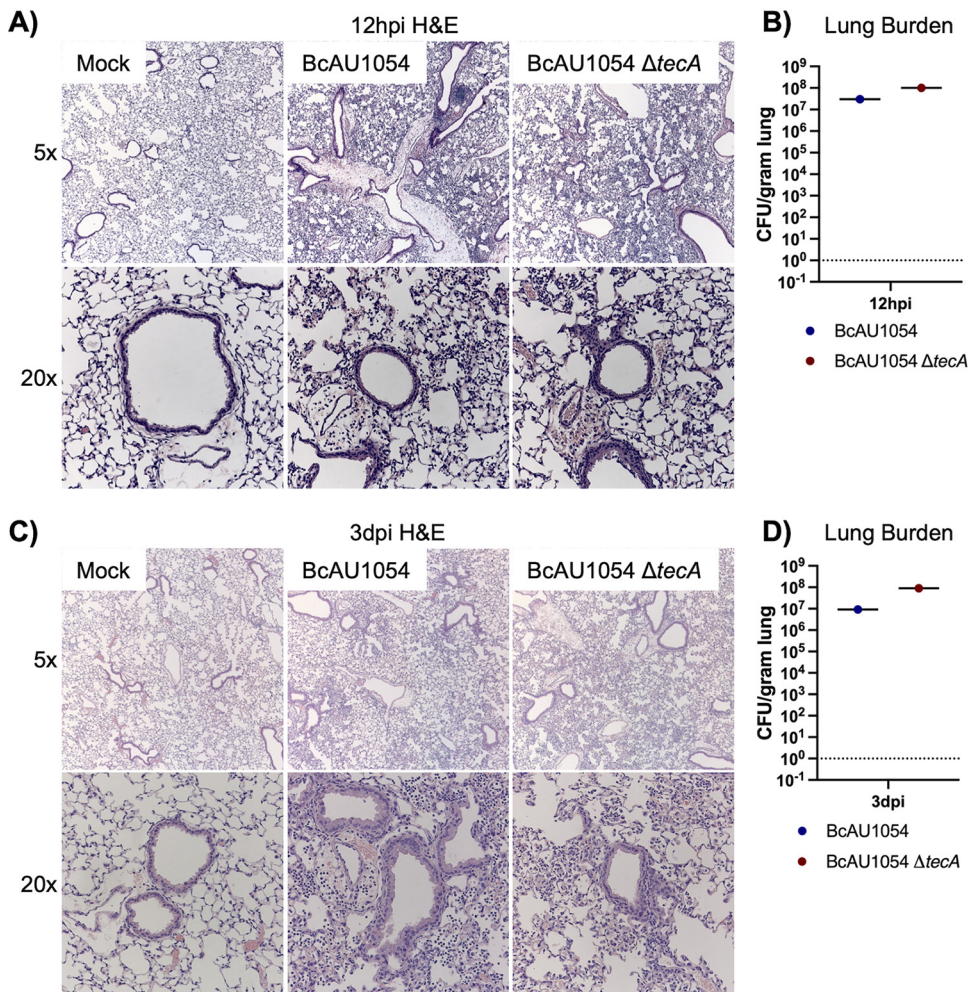 A)
12hpi H&E
Mock
BcAU1054
BcAU1054 ΔtecA
5x
20x
B)
Lung Burden
CFU/gram lung
10⁹
10⁸
10⁷
10⁶
10⁵
10⁴
10³
10²
10¹
10⁰
10⁻¹
12hpi
BcAU1054
BcAU1054 ΔtecA
C)
3dpi H&E
Mock
BcAU1054
BcAU1054 ΔtecA
5x
20x
D)
Lung Burden
CFU/gram lung
10⁹
10⁸
10⁷
10⁶
10⁵
10⁴
10³
10²
10¹
10⁰
10⁻¹
3dpi
BcAU1054
BcAU1054 ΔtecA